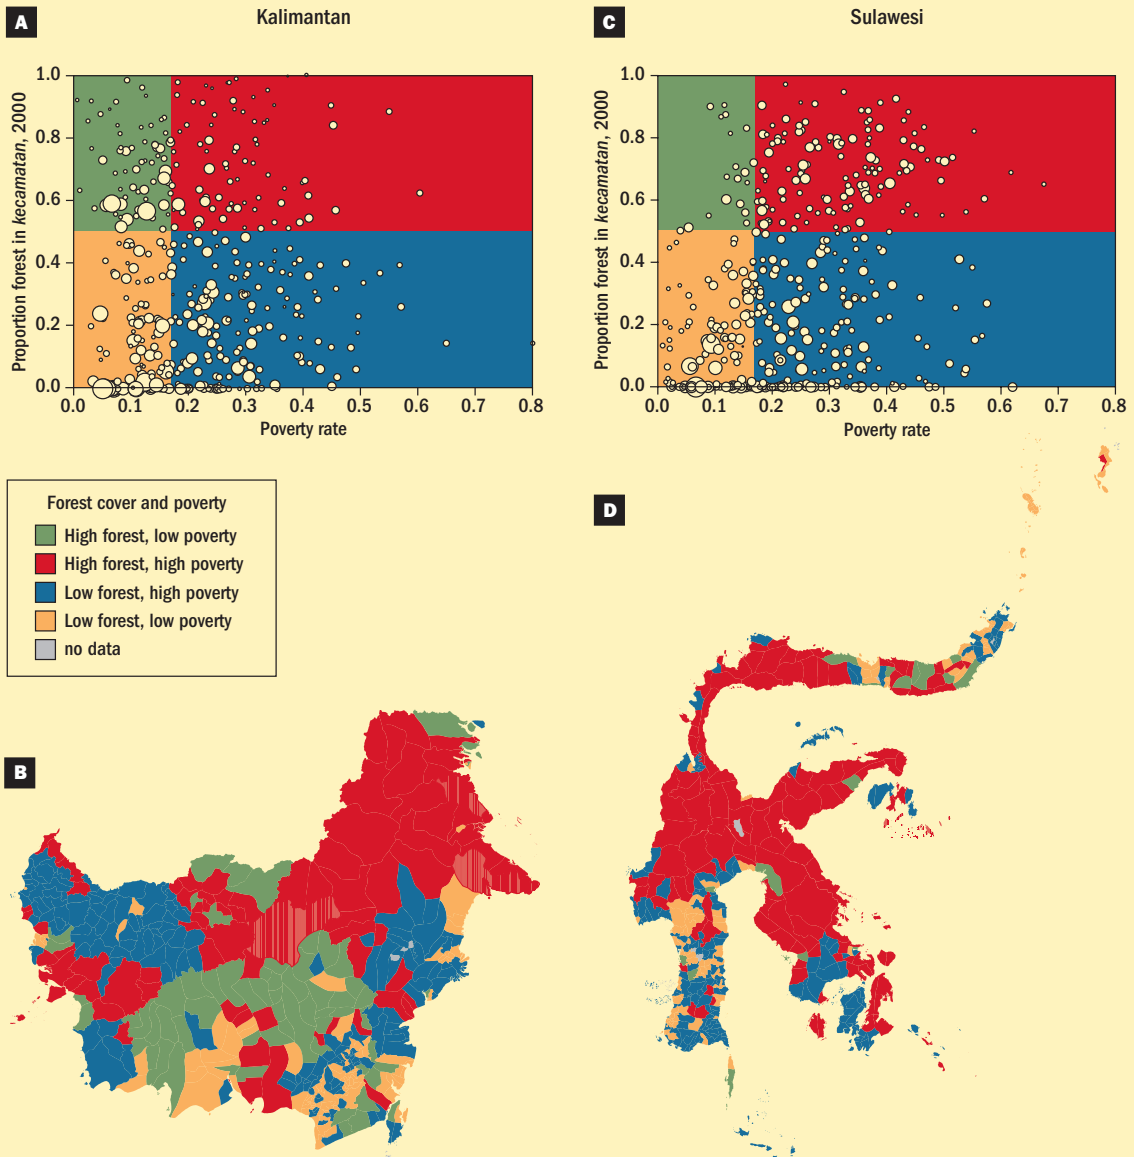 A
Kalimantan
Proportion forest in kecamatan, 2000
1.0
0.8
0.6
0.4
0.2
0.0
0.0 0.1 0.2 0.3 0.4 0.5 0.6 0.7 0.8
Poverty rate
C
Sulawesi
Proportion forest in kecamatan, 2000
1.0
0.8
0.6
0.4
0.2
0.0
0.0 0.1 0.2 0.3 0.4 0.5 0.6 0.7 0.8
Poverty rate
Forest cover and poverty
High forest, low poverty
High forest, high poverty
Low forest, high poverty
Low forest, low poverty
no data
B
D